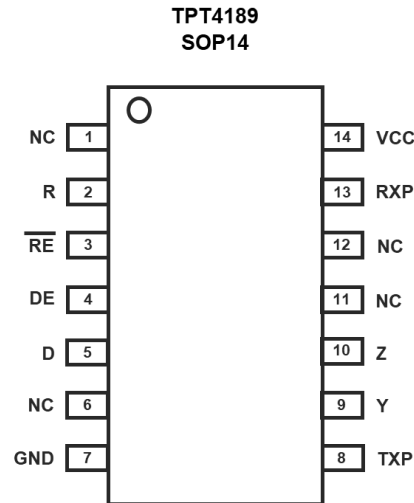 TPT4189
SOP14
NC 1 14 VCC
R 2 13 RXP
RE 3 12 NC
DE 4 11 NC
D 5 10 Z
NC 6 9 Y
GND 7 8 TXP